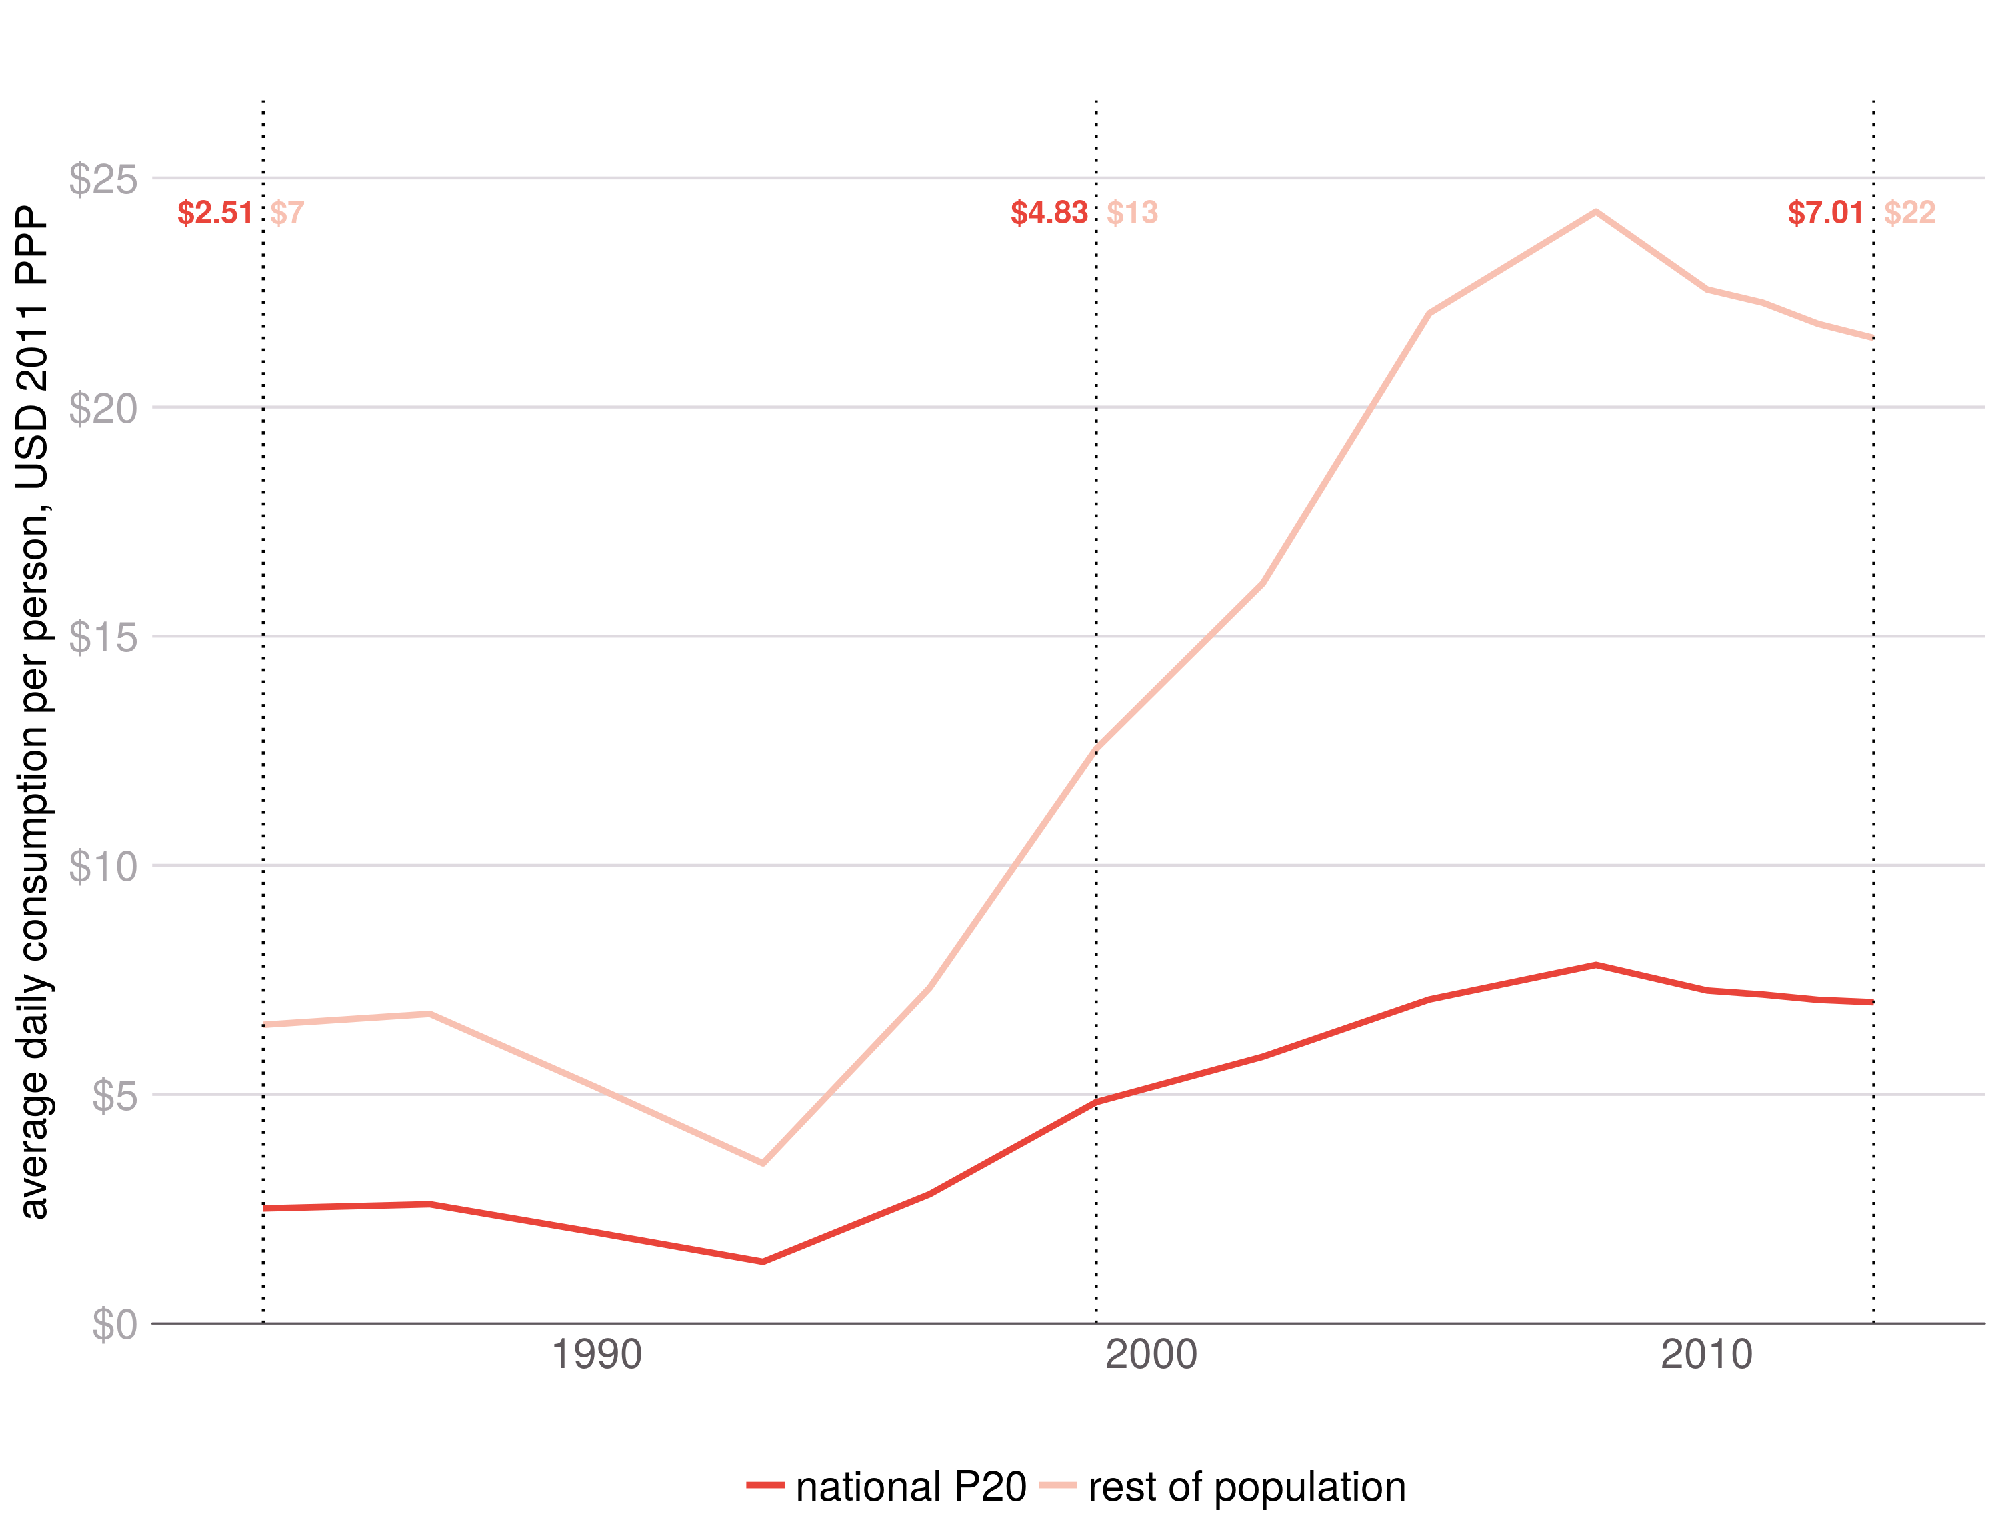 average daily consumption per person, USD 2011 PPP
$25
$2.51 $7 $4.83 $13 $7.01 $22
$20
$15
$10
$5
$0
1990 2000 2010
national P20 rest of population